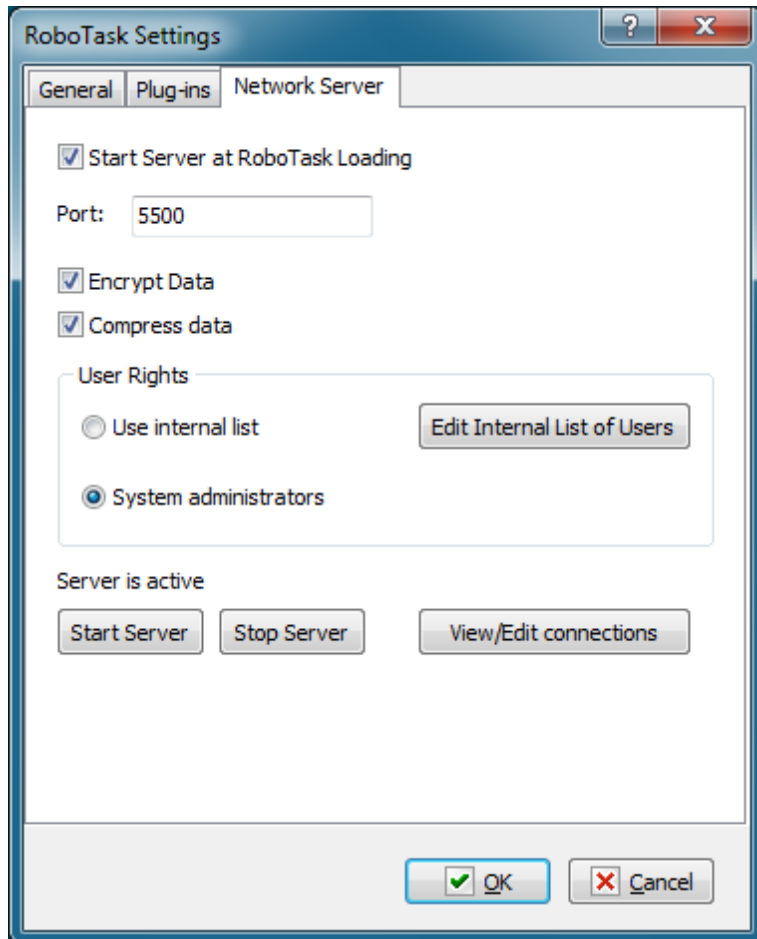 RoboTask Settings
?
X
General Plug-ins Network Server
Start Server at RoboTask Loading
Port: 5500
Encrypt Data
Compress data
User Rights
Use internal list Edit Internal List of Users
System administrators
Server is active
Start Server Stop Server View/Edit connections
OK Cancel